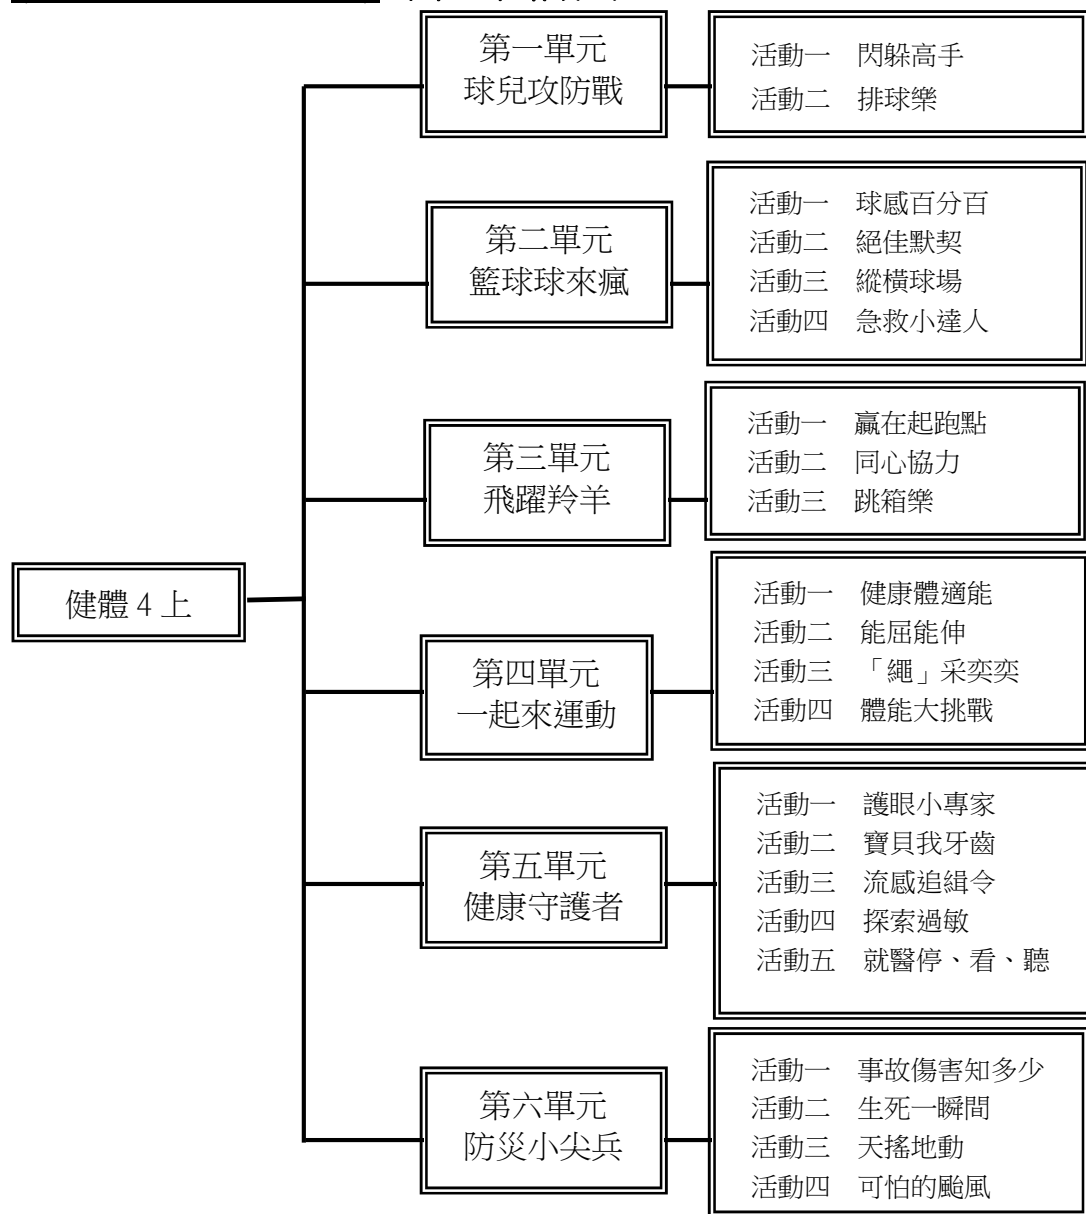 第一單元
球兒攻防戰
活動一　閃躲高手
活動二　排球樂
第二單元
籃球球來瘋
活動一　球感百分百
活動二　絕佳默契
活動三　縱橫球場
活動四　急救小達人
第三單元
飛躍羚羊
活動一　贏在起跑點
活動二　同心協力
活動三　跳箱樂
健體 4 上
第四單元
一起來運動
活動一　健康體適能
活動二　能屈能伸
活動三　「繩」采奕奕
活動四　體能大挑戰
第五單元
健康守護者
活動一　護眼小專家
活動二　寶貝我牙齒
活動三　流感追緝令
活動四　探索過敏
活動五　就醫停、看、聽
第六單元
防災小尖兵
活動一　事故傷害知多少
活動二　生死一瞬間
活動三　天搖地動
活動四　可怕的颱風